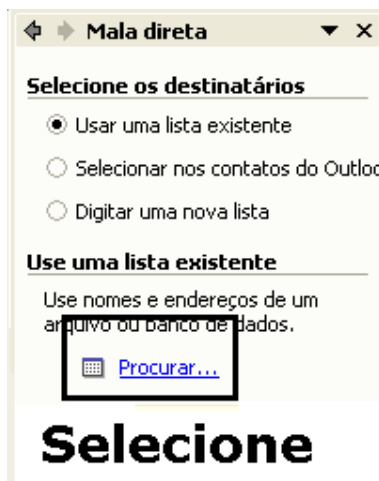 Mala direta
Selecione os destinatários
Usar uma lista existente
Selecionar nos contatos do Outloo
Digitar uma nova lista
Use uma lista existente
Use nomes e endereços de um
arquivo ou banco de dados.
Procurar...
Selecione